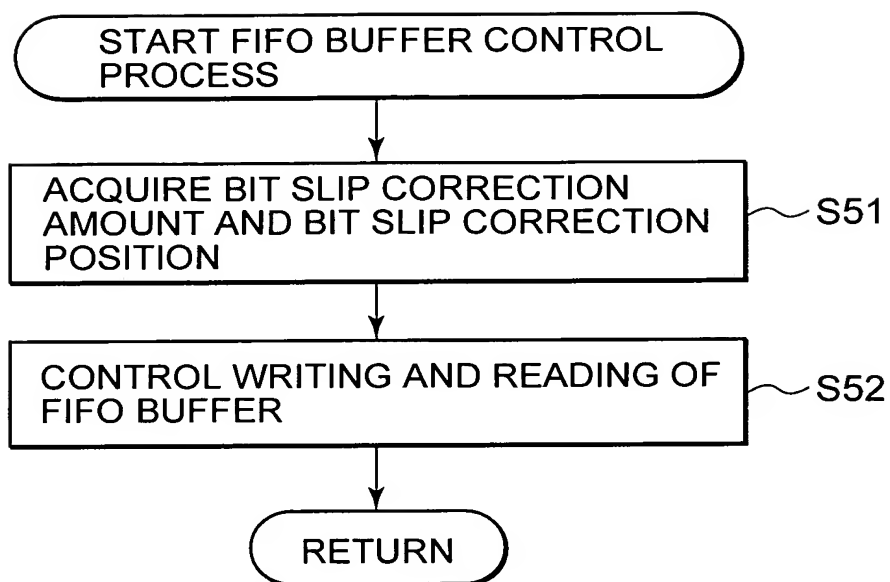 START FIFO BUFFER CONTROL
PROCESS
ACQUIRE BIT SLIP CORRECTION
AMOUNT AND BIT SLIP CORRECTION
POSITION
S51
CONTROL WRITING AND READING OF
FIFO BUFFER
S52
RETURN